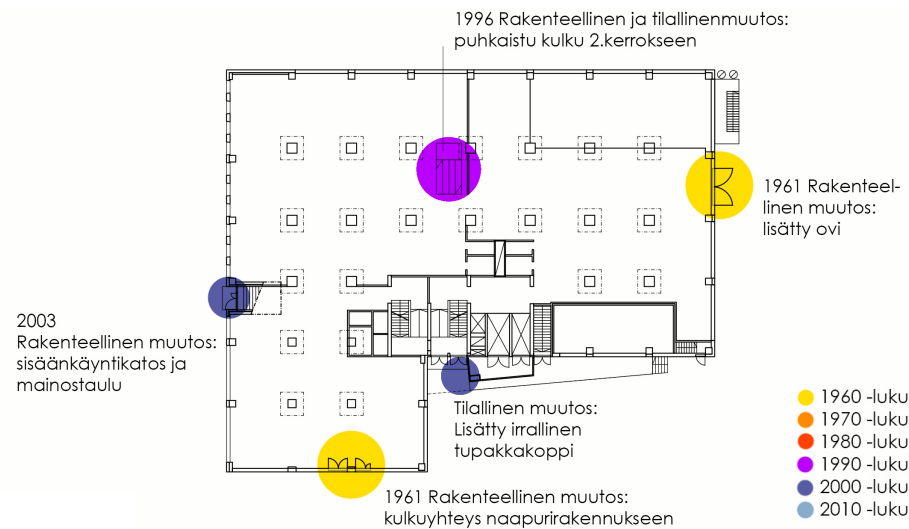 1996 Rakenteellinen ja tilallinenmuutos:
puhkaistu kulku 2.kerrokseen
1961 Rakenteel-
linen muutos:
lisätty ovi
2003
Rakenteellinen muutos:
sisäänkäyntikatos ja
mainostaulu
Tilallinen muutos:
Lisätty irrallinen
tupakkakoppi
1961 Rakenteellinen muutos:
kulkuyhteys naapurirakennukseen
1960 -luku
1970 -luku
1980 -luku
1990 -luku
2000 -luku
2010 -luku